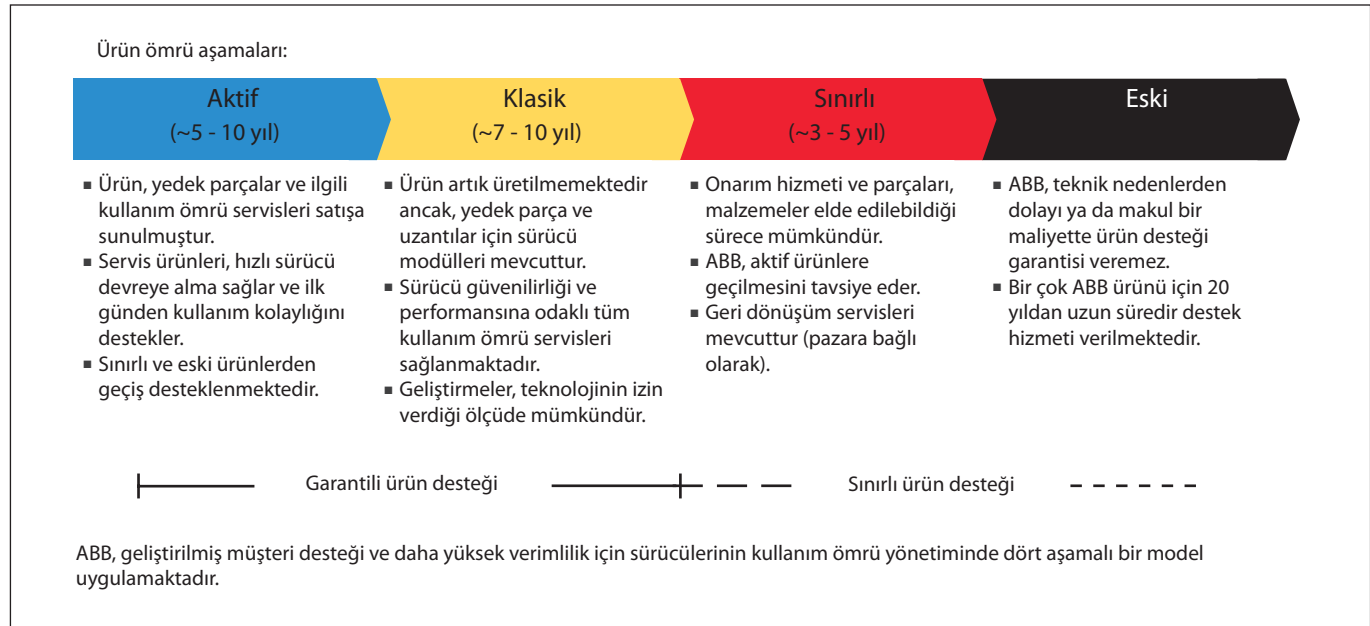 Ürün ömrü aşamaları:
Aktif
(~5 - 10 yıl)
Klasik
(~7 - 10 yıl)
Sınırlı
(~3 - 5 yıl)
Eski
▪ Ürün, yedek parçalar ve ilgili
kullanım ömrü servisleri satışa
sunulmuştur.
▪ Servis ürünleri, hızlı sürücü
devreye alma sağlar ve ilk
günden kullanım kolaylığını
destekler.
▪ Sınırlı ve eski ürünlerden
geçiş desteklenmektedir.
▪ Ürün artık üretilmemektedir
ancak, yedek parça ve
uzantılar için sürücü
modülleri mevcuttur.
▪ Sürücü güvenilirliği ve
performansına odaklı tüm
kullanım ömrü servisleri
sağlanmaktadır.
▪ Geliştirmeler, teknolojinin izin
verdiği ölçüde mümkündür.
▪ Onarım hizmeti ve parçaları,
malzemeler elde edilebildiği
sürece mümkündür.
▪ ABB, aktif ürünlere
geçilmesini tavsiye eder.
▪ Geri dönüşüm servisleri
mevcuttur (pazara bağlı
olarak).
▪ ABB, teknik nedenlerden
dolayı ya da makul bir
maliyette ürün desteği
garantisi veremez.
▪ Bir çok ABB ürünü için 20
yıldan uzun süredir destek
hizmeti verilmektedir.
Garantili ürün desteği
Sınırlı ürün desteği
ABB, geliştirilmiş müşteri desteği ve daha yüksek verimlilik için sürücülerinin kullanım ömrü yönetiminde dört aşamalı bir model
uygulamaktadır.